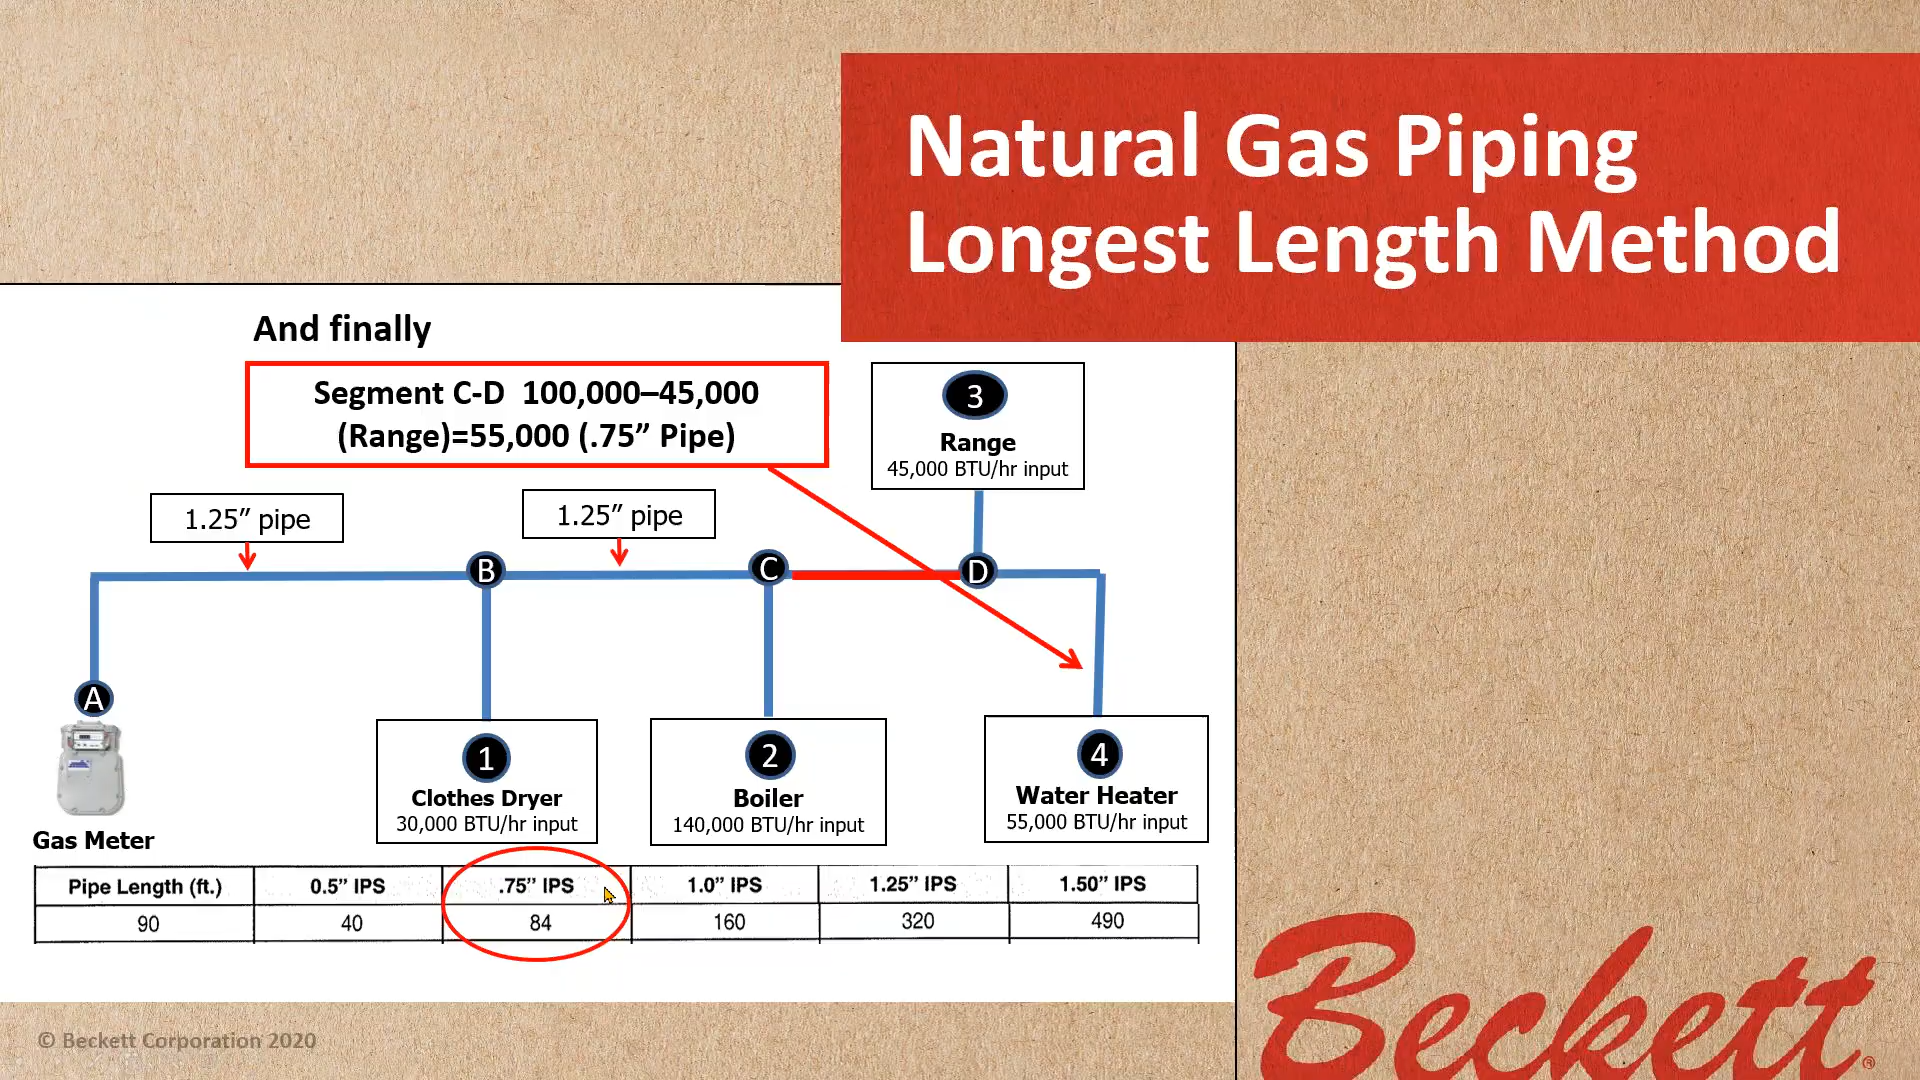 Natural Gas Piping
Longest Length Method
And finally
Segment C-D 100,000–45,000
(Range)=55,000 (.75” Pipe)
3
Range
45,000 BTU/hr input
1.25” pipe
1.25” pipe
B
C
D
A
Gas Meter
1
Clothes Dryer
30,000 BTU/hr input
2
Boiler
140,000 BTU/hr input
4
Water Heater
55,000 BTU/hr input
Pipe Length (ft.) 0.5” IPS .75” IPS 1.0” IPS 1.25” IPS 1.50” IPS
90 40 84 160 320 490
© Beckett Corporation 2020
Beckett®